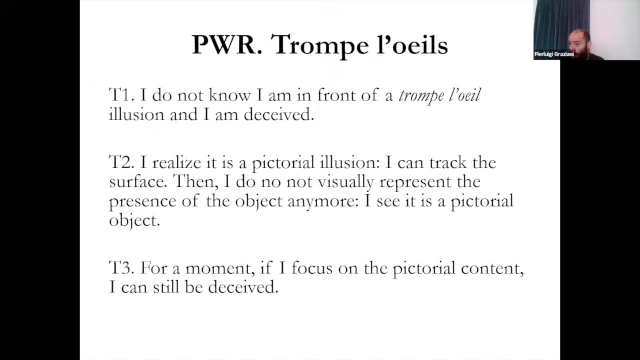 PWR. Trompe l'oeils
Pierluigi Graziani
T1. I do not know I am in front of a trompe l'oeil
illusion and I am deceived.
T2. I realize it is a pictorial illusion: I can track the
surface. Then, I do no not visually represent the
presence of the object anymore: I see it is a pictorial
object.
T3. For a moment, if I focus on the pictorial content,
I can still be deceived.